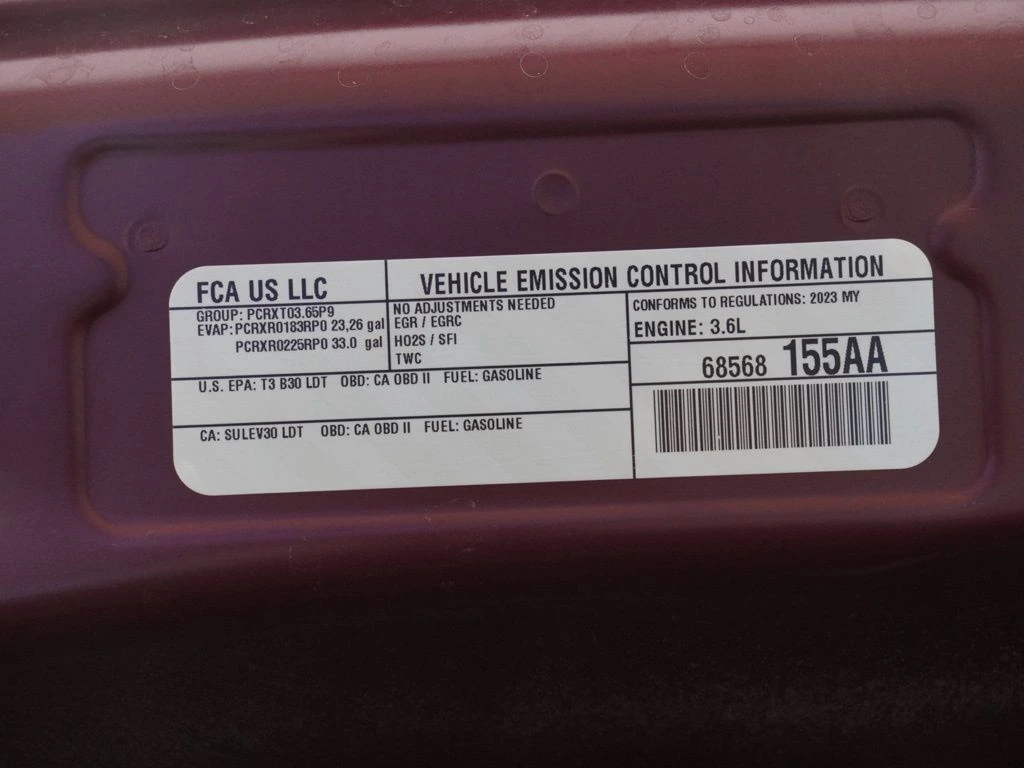 FCA US LLC
GROUP: PCRXT03.65P9
EVAP: PCRXR0183RP0 23,26 gal
PCRXR0225RP0 33.0 gal
VEHICLE EMISSION CONTROL INFORMATION
NO ADJUSTMENTS NEEDED
EGR / EGRC
HO2S / SFI
TWC
CONFORMS TO REGULATIONS: 2023 MY
ENGINE: 3.6L
68568 155AA
U.S. EPA: T3 B30 LDT OBD: CA OBD II FUEL: GASOLINE
CA: SULEV30 LDT OBD: CA OBD II FUEL: GASOLINE